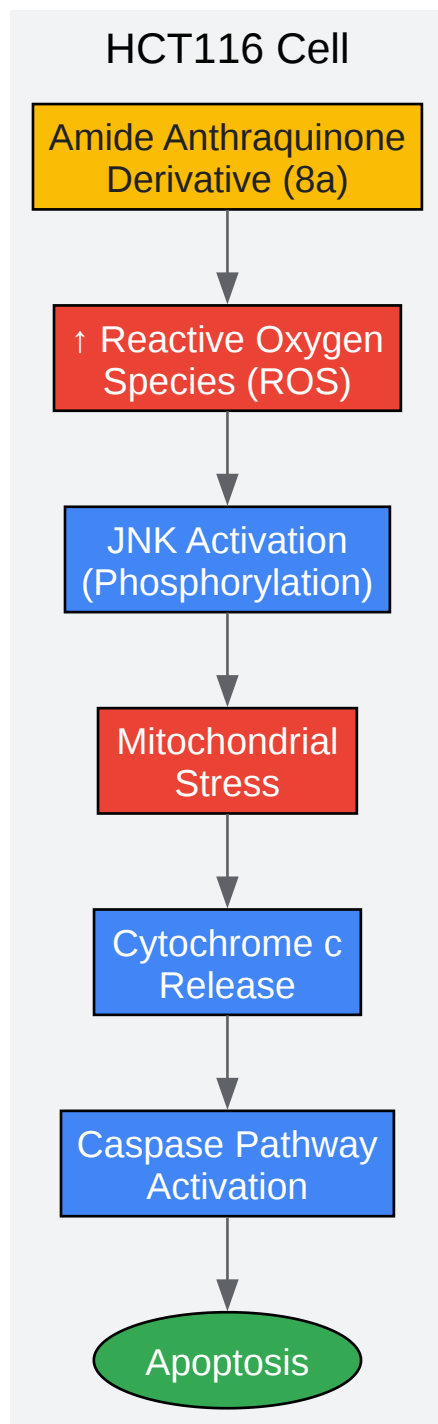 HCT116 Cell
Amide Anthraquinone
Derivative (8a)
↑ Reactive Oxygen
Species (ROS)
JNK Activation
(Phosphorylation)
Mitochondrial
Stress
Cytochrome c
Release
Caspase Pathway
Activation
Apoptosis